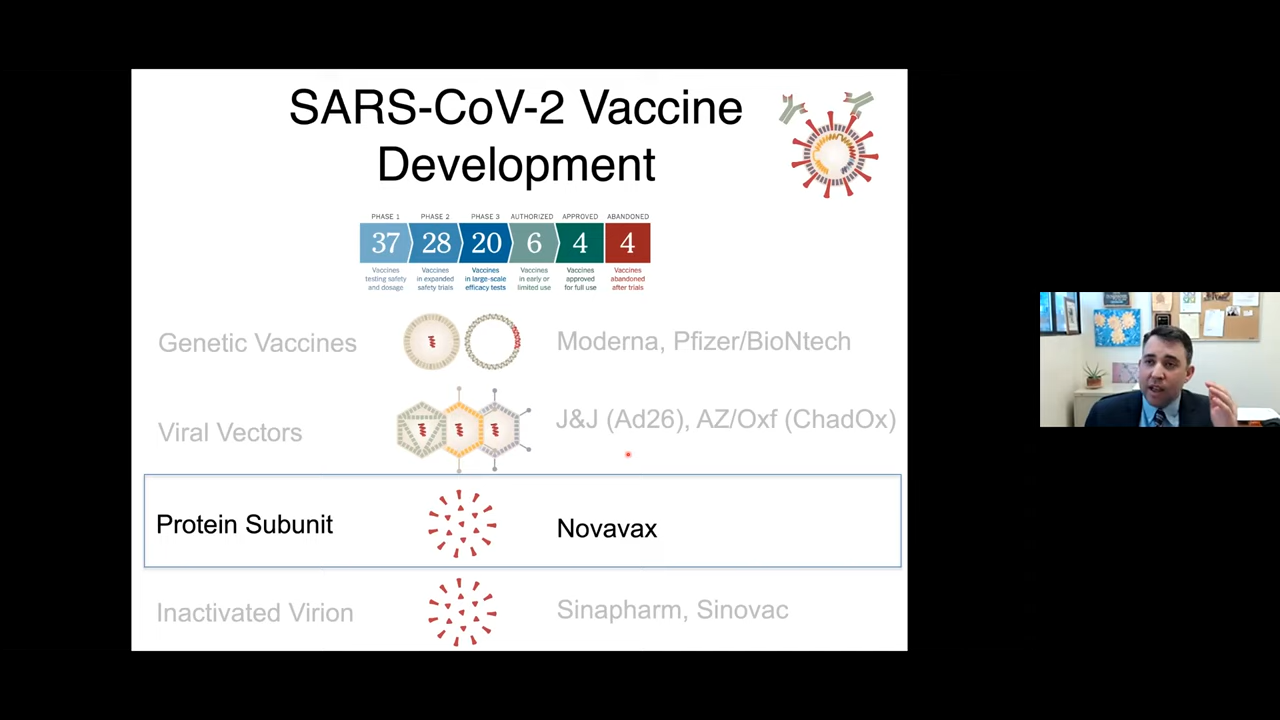 SARS-CoV-2 Vaccine
Development
PHASE 1 PHASE 2 PHASE 3 AUTHORIZED APPROVED ABANDONED
37 28 20 6 4 4
Vaccines Vaccines Vaccines Vaccines Vaccines Vaccines
testing safety in expanded in large-scale in early or approved abandoned
and dosage safety trials efficacy tests limited use for full use after trials
Genetic Vaccines Moderna, Pfizer/BioNtech
Viral Vectors J&J (Ad26), AZ/Oxf (ChadOx)
Protein Subunit Novavax
Inactivated Virion Sinapharm, Sinovac